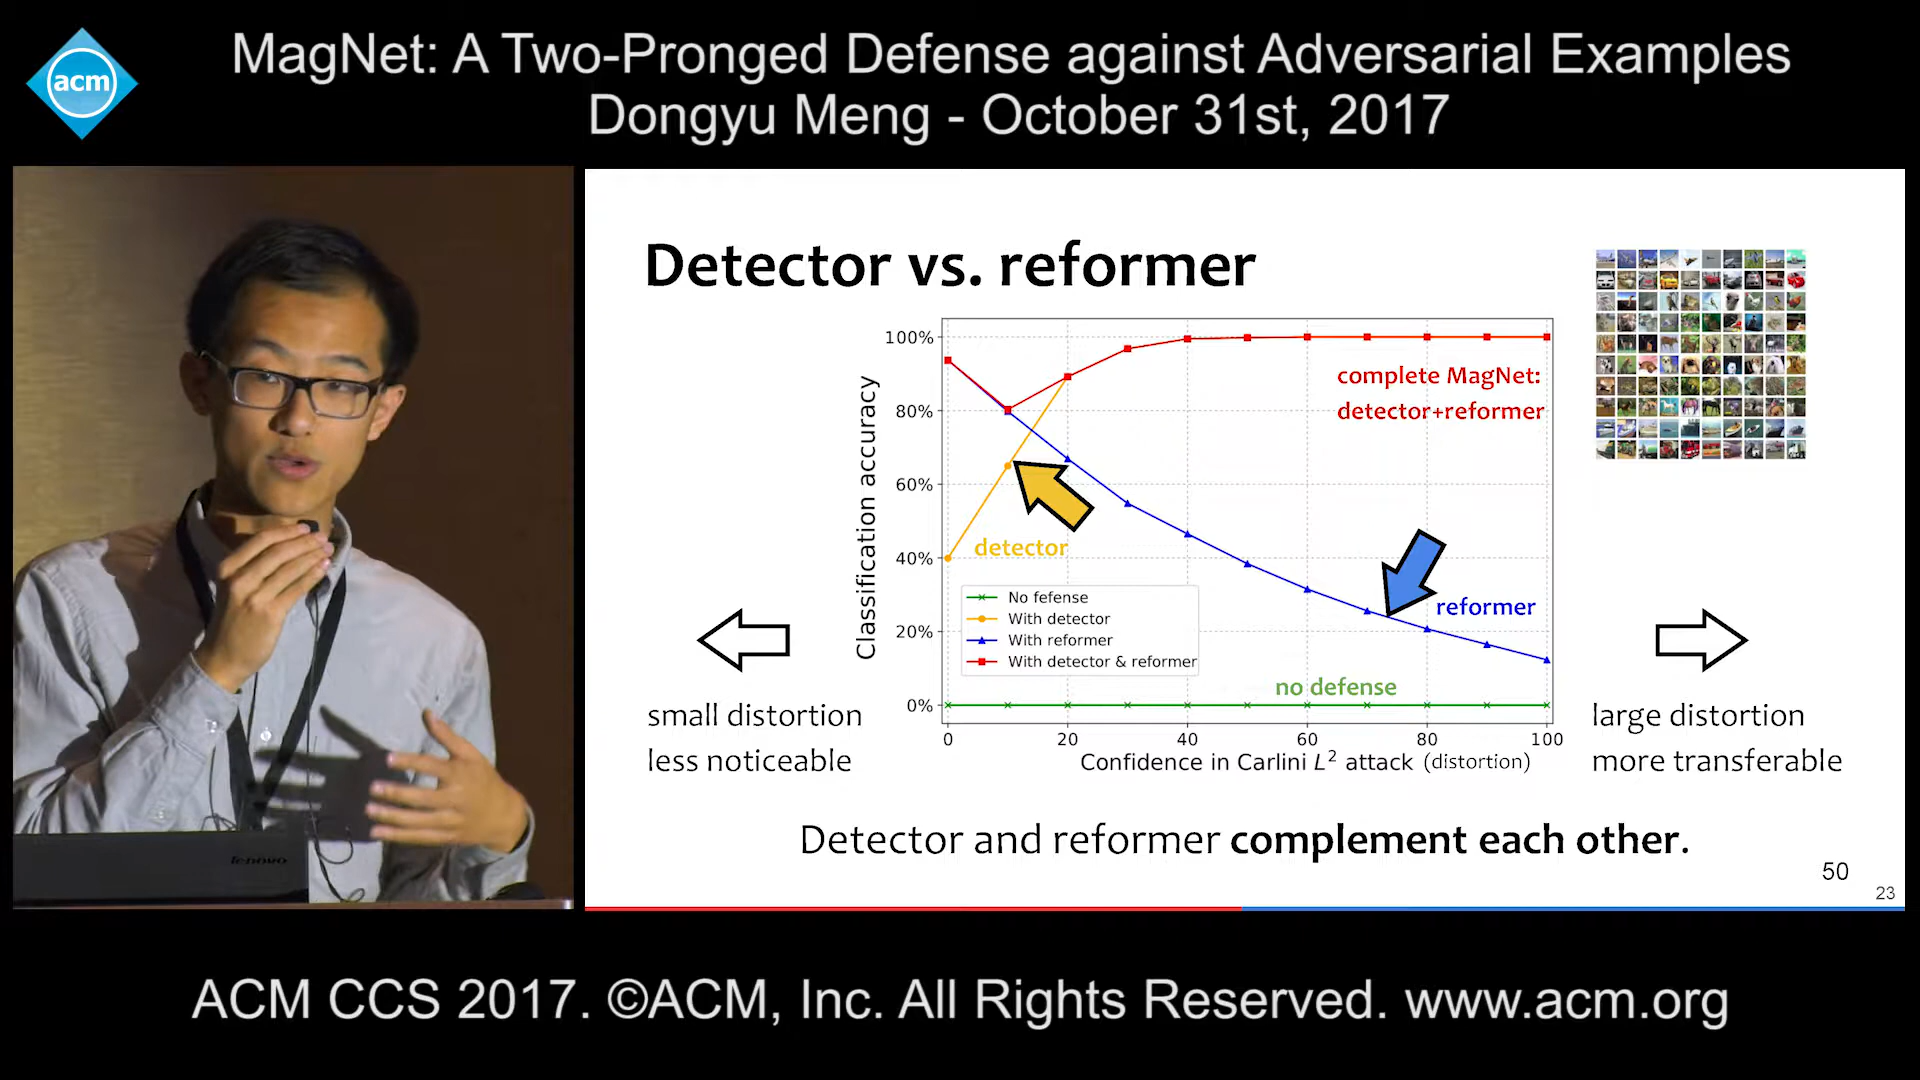 acm
MagNet: A Two-Pronged Defense against Adversarial Examples
Dongyu Meng - October 31st, 2017
Detector vs. reformer
100%
80%
60%
40%
20%
0%
Classification accuracy
complete MagNet:
detector+reformer
detector
reformer
no defense
No fefense
With detector
With reformer
With detector & reformer
0 20 40 60 80 100
Confidence in Carlini L² attack (distortion)
small distortion
less noticeable
large distortion
more transferable
Detector and reformer complement each other.
50
23
lenovo
ACM CCS 2017. ©ACM, Inc. All Rights Reserved. www.acm.org